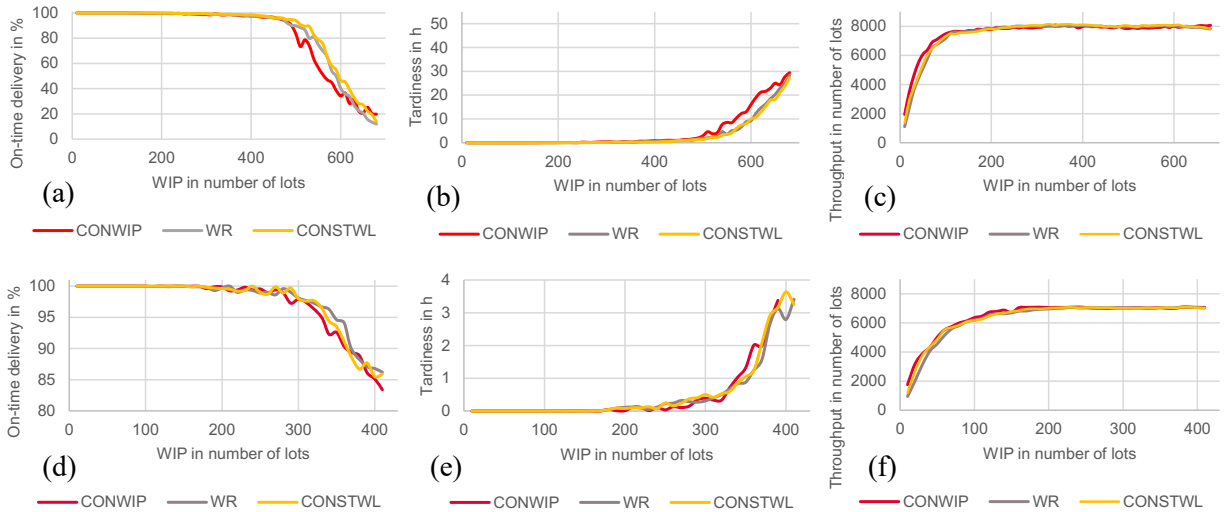 On-time delivery in %
100
80
60
40
20
0
0 200 400 600
WIP in number of lots
(a)
CONWIP WR CONSTWL
Tardiness in h
50
40
30
20
10
0
0 100 200 300 400 500 600 700
WIP in number of lots
(b)
CONWIP WR CONSTWL
Throughput in number of lots
8000
6000
4000
2000
0
0 200 400 600
WIP in number of lots
(c)
CONWIP WR CONSTWL
On-time delivery in %
100
95
90
85
80
0 100 200 300 400
WIP in number of lots
(d)
CONWIP WR CONSTWL
Tardiness in h
4
3
2
1
0
0 100 200 300 400
WIP in number of lots
(e)
CONWIP WR CONSTWL
Throughput in number of lots
8000
6000
4000
2000
0
0 100 200 300 400
WIP in number of lots
(f)
CONWIP WR CONSTWL